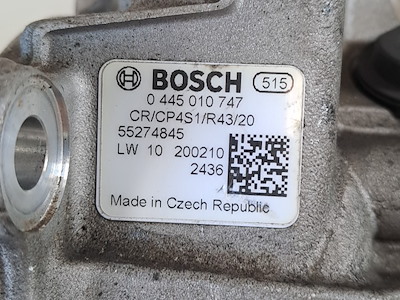 BOSCH 515
0 445 010 747
CR/CP4S1/R43/20
55274845
LW 10 200210
2436
Made in Czech Republic